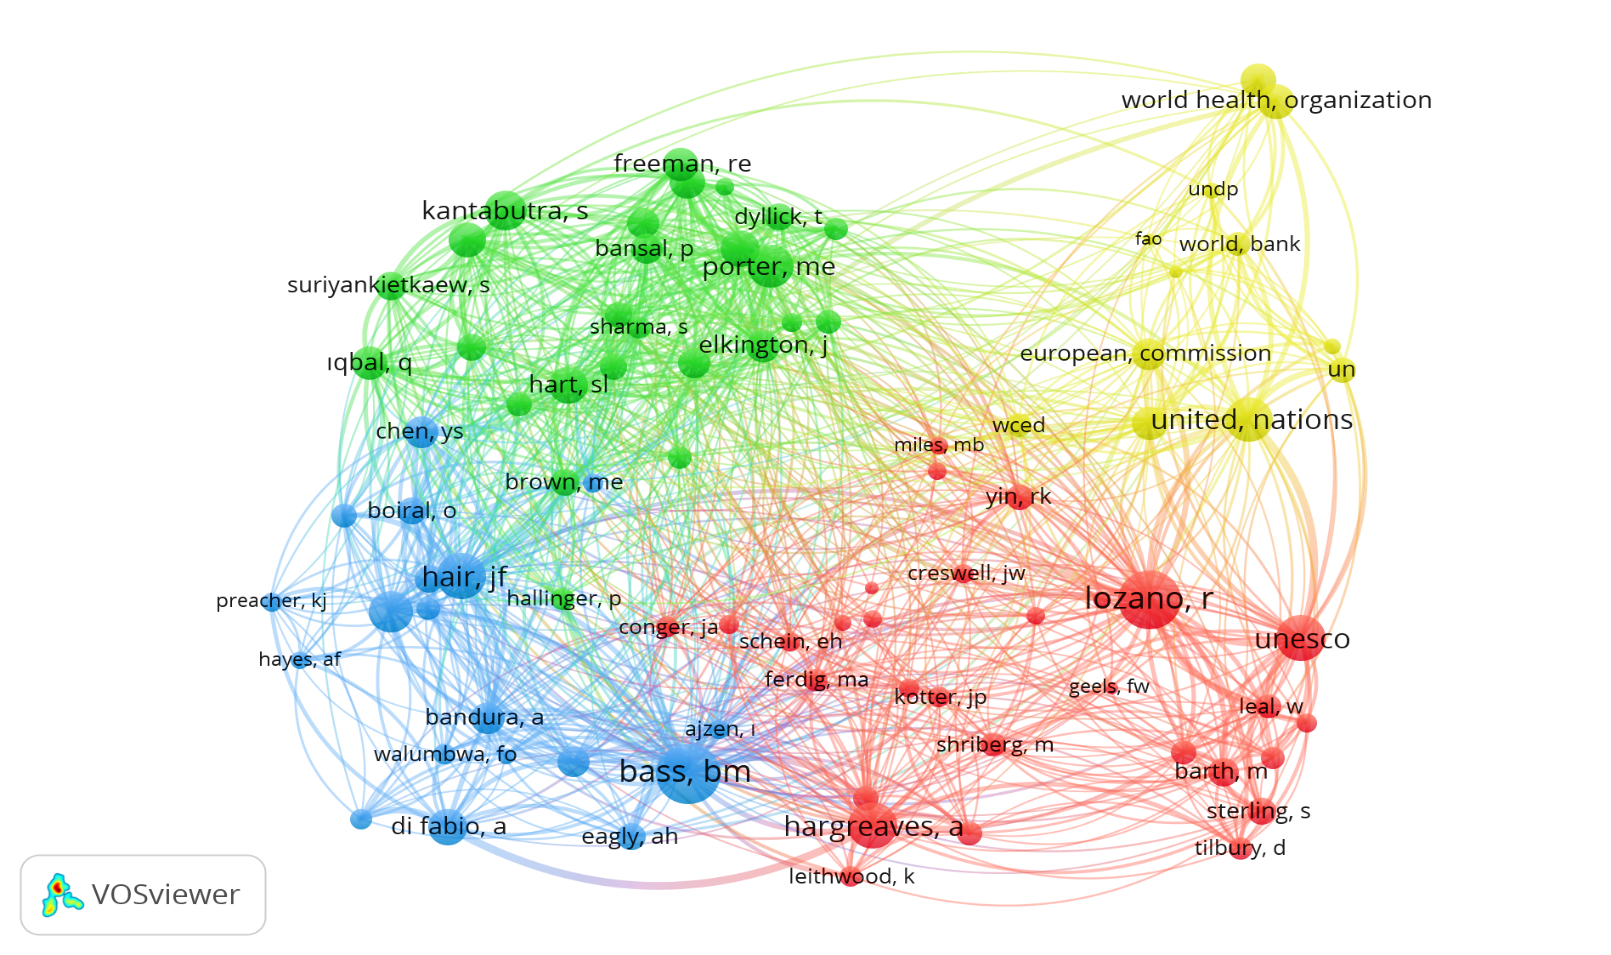 world health, organization
freeman, re
undp
kantabutra, s
dyllick, t
fao
world, bank
bansal, p
porter, me
suriyankietkaew, s
sharma, s
elkington, j
european, commission
ıqbal, q
un
hart, sl
united, nations
wced
chen, ys
miles, mb
brown, me
yin, rk
boiral, o
creswell, jw
hair, jf
preacher, kj
hallinger, p
lozano, r
conger, ja
schein, eh
unesco
hayes, af
ferdig, ma
geels, fw
kotter, jp
leal, w
bandura, a
ajzen, ı
shriberg, m
walumbwa, fo
bass, bm
barth, m
sterling, s
di fabio, a
eagly, ah
hargreaves, a
tilbury, d
leithwood, k
VOSviewer